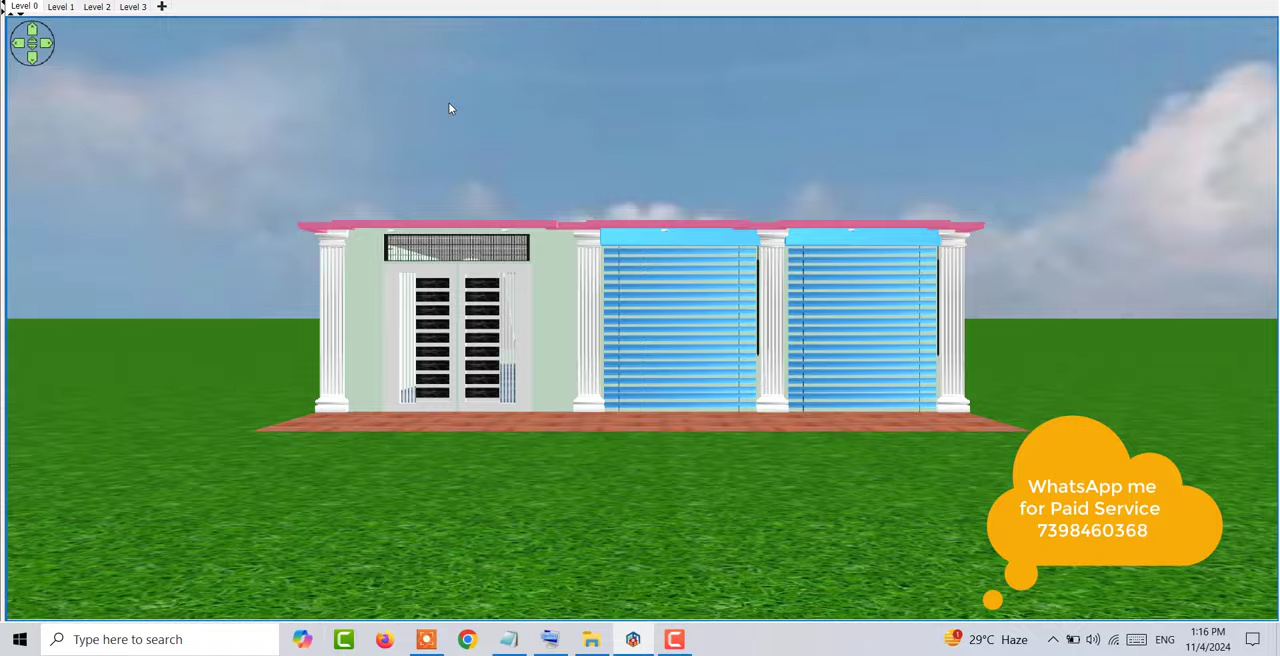 Level 0 Level 1 Level 2 Level 3
WhatsApp me
for Paid Service
7398460368
Type here to search
29°C Haze
ENG
1:16 PM
11/4/2024